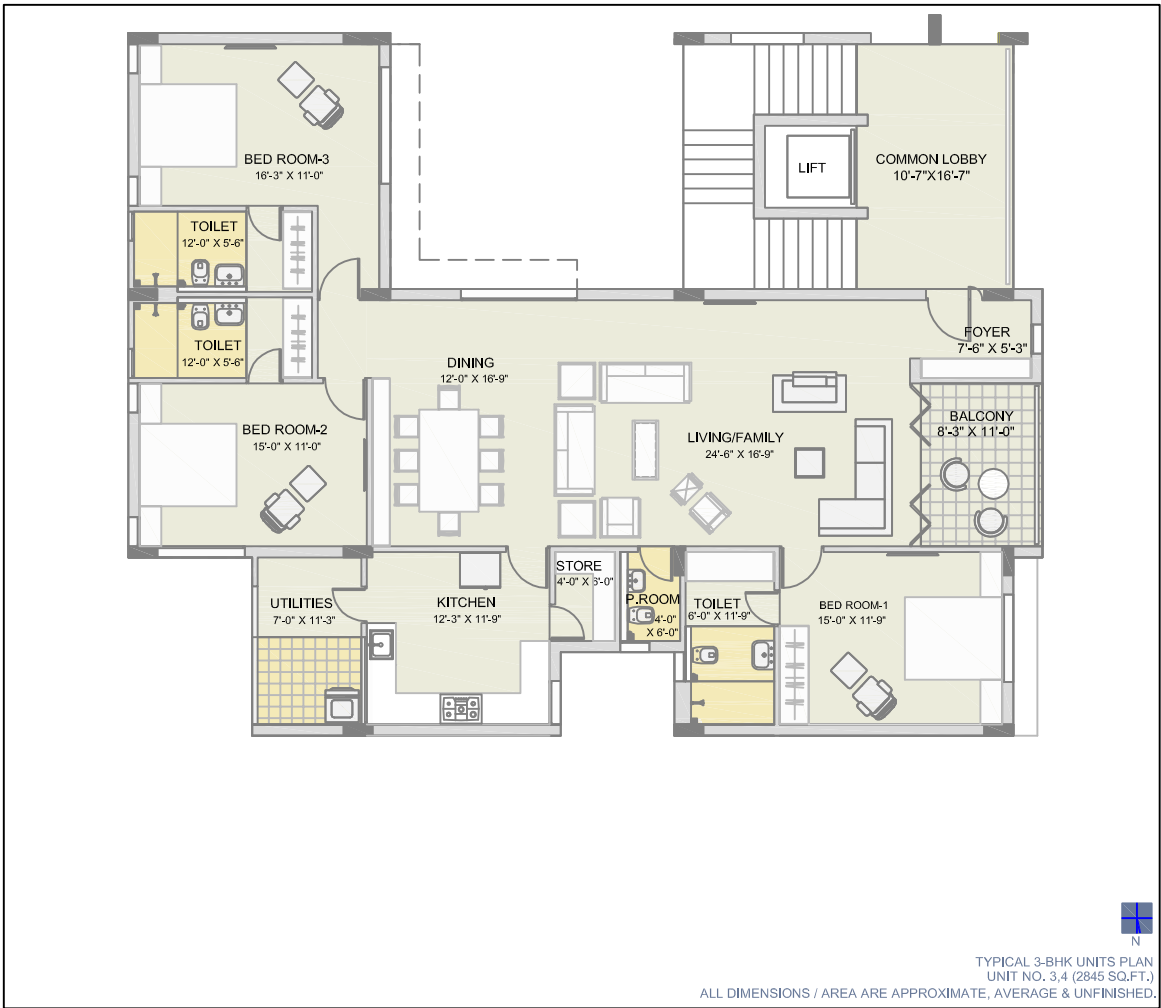 BED ROOM-3
16'-3" X 11'-0"
LIFT
COMMON LOBBY
10'-7"X16'-7"
TOILET
12'-0" X 5'-6"
TOILET
12'-0" X 5'-6"
FOYER
7'-6" X 5'-3"
DINING
12'-0" X 16'-9"
BED ROOM-2
15'-0" X 11'-0"
LIVING/FAMILY
24'-6" X 16'-9"
BALCONY
8'-3" X 11'-0"
UTILITIES
7'-0" X 11'-3"
KITCHEN
12'-3" X 11'-9"
STORE
4'-0" X 6'-0"
P.ROOM
4'-0"
X 6'-0"
TOILET
6'-0" X 11'-9"
BED ROOM-1
15'-0" X 11'-9"
N
TYPICAL 3-BHK UNITS PLAN
UNIT NO. 3,4 (2845 SQ.FT.)
ALL DIMENSIONS / AREA ARE APPROXIMATE, AVERAGE & UNFINISHED.